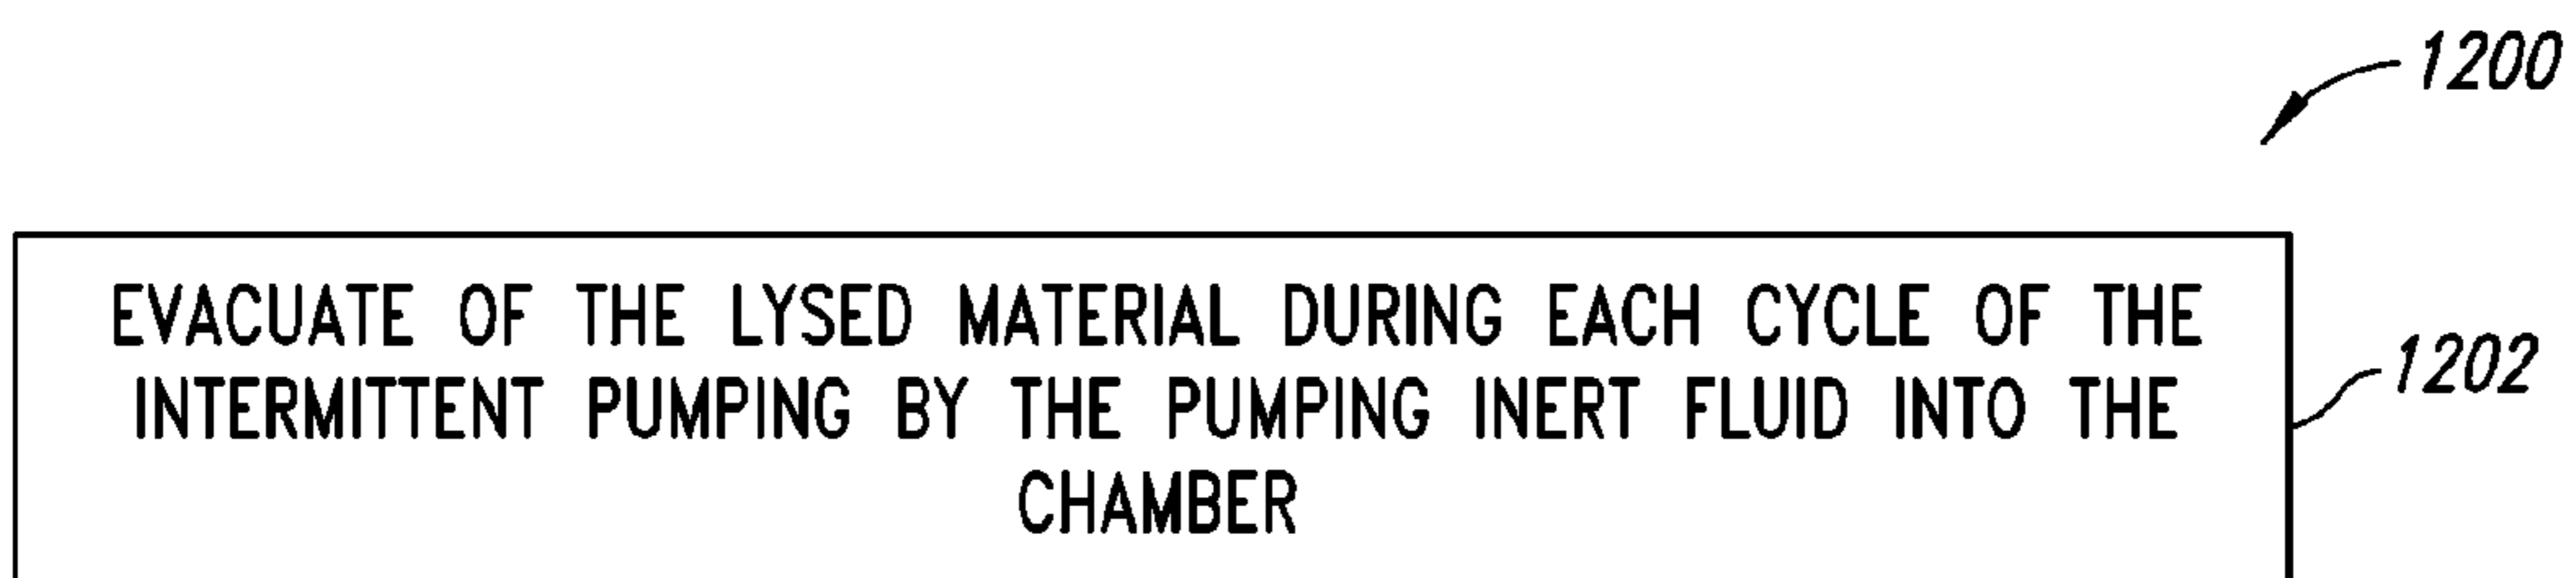 1200
EVACUATE OF THE LYSED MATERIAL DURING EACH CYCLE OF THE
INTERMITTENT PUMPING BY THE PUMPING INERT FLUID INTO THE
CHAMBER
1202